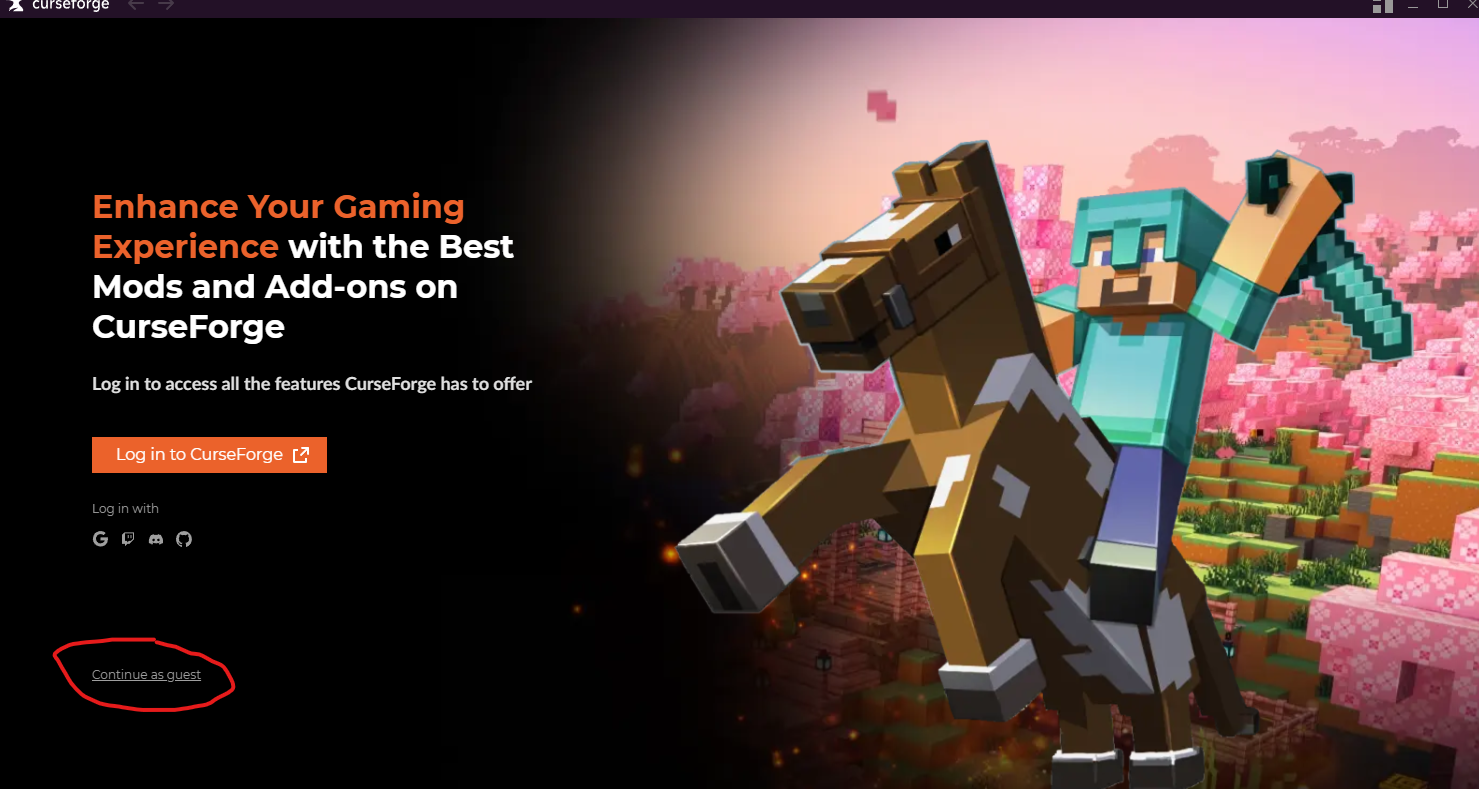 curseforge
Enhance Your Gaming
Experience with the Best
Mods and Add-ons on
CurseForge
Log in to access all the features CurseForge has to offer
Log in to CurseForge
Log in with
Continue as guest